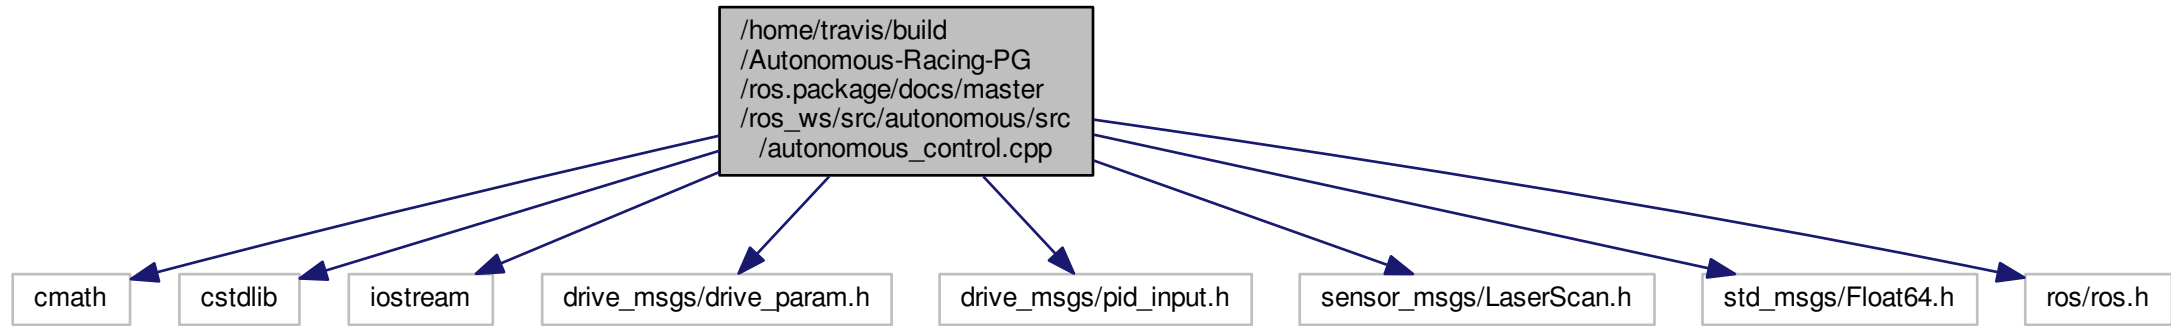 /home/travis/build
/Autonomous-Racing-PG
/ros.package/docs/master
/ros_ws/src/autonomous/src
/autonomous_control.cpp
cmath
cstdlib
iostream
drive_msgs/drive_param.h
drive_msgs/pid_input.h
sensor_msgs/LaserScan.h
std_msgs/Float64.h
ros/ros.h